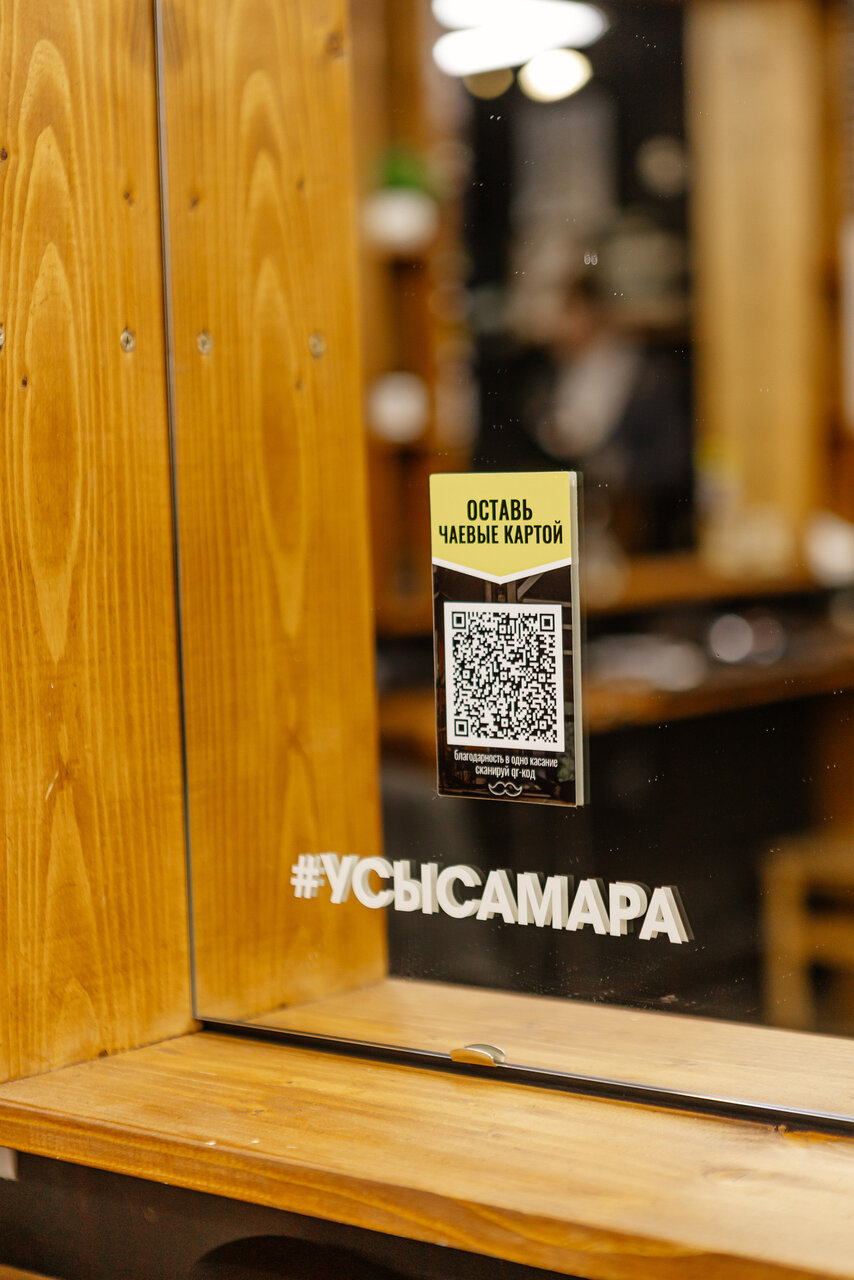 ОСТАВЬ
ЧАЕВЫЕ КАРТОЙ
благодарность в одно касание
сканируй qr-код
#УСЫСАМАРА